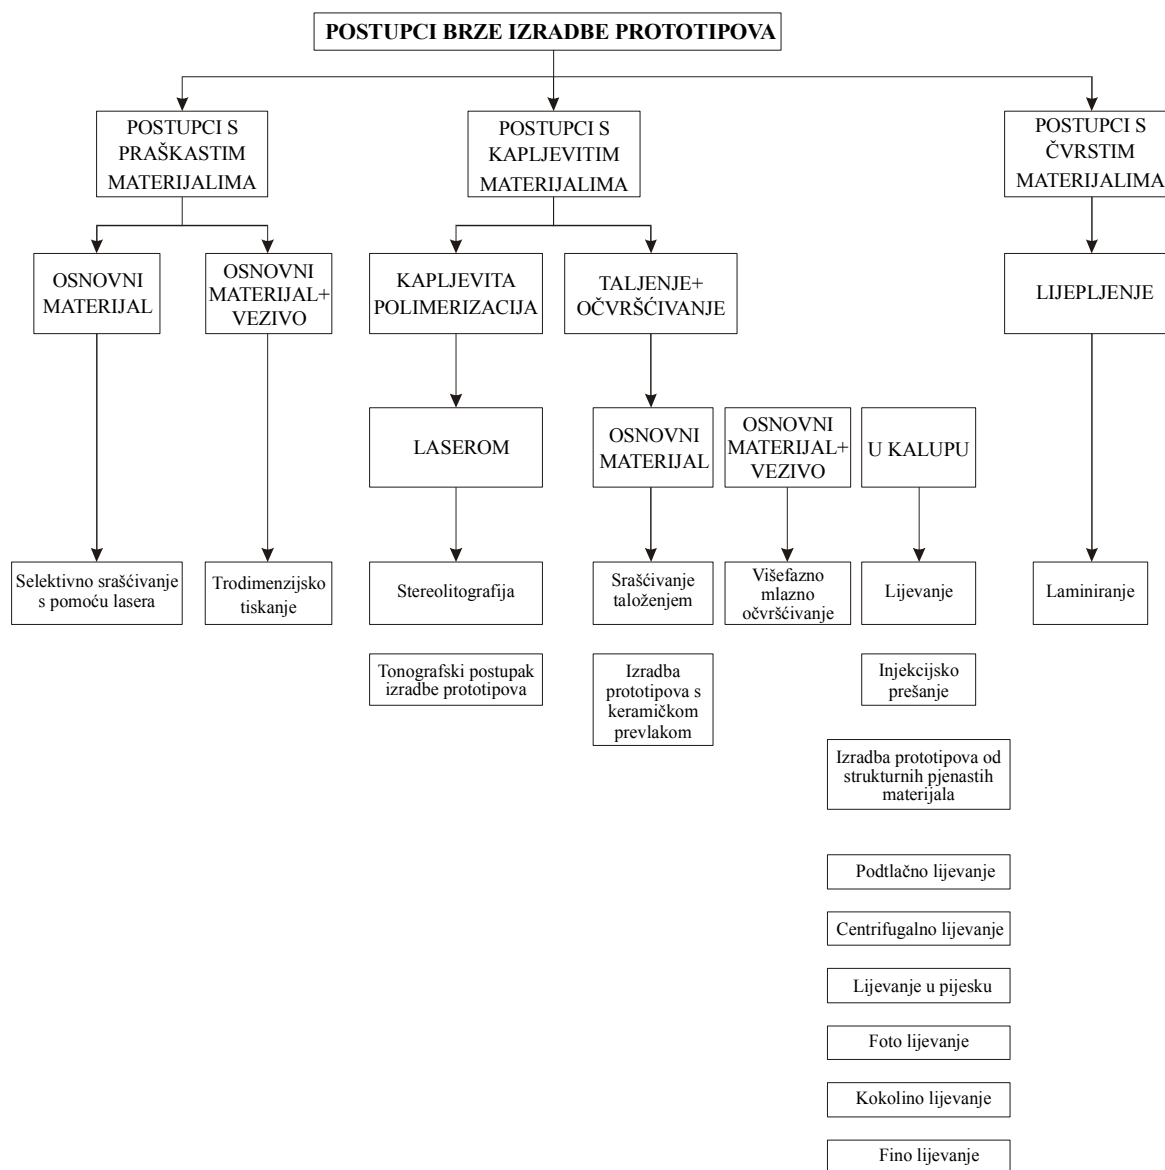 POSTUPCI BRZE IZRADBE PROTOTIPOVA
POSTUPCI S
PRAŠKASTIM
MATERIJALIMA
POSTUPCI S
KAPLJEVITIM
MATERIJALIMA
POSTUPCI S
ČVRSTIM
MATERIJALIMA
OSNOVNI
MATERIJAL
OSNOVNI
MATERIJAL+
VEZIVO
KAPLJEVITA
POLIMERIZACIJA
TALJENJE+
OČVRŠĆIVANJE
LIJEPLJENJE
LASEROM
OSNOVNI
MATERIJAL
OSNOVNI
MATERIJAL+
VEZIVO
U KALUPU
Selektivno srašćivanje
s pomoću lasera
Trodimenzijsko
tiskanje
Stereolitografija
Srašćivanje
taloženjem
Višefazno
mlazno
očvršćivanje
Lijevanje
Laminiranje
Tonografski postupak
izradbe prototipova
Izradba
prototipova s
keramičkom
prevlakom
Injekcijsko
prešanje
Izradba prototipova od
strukturnih pjenastih
materijala
Podtlačno lijevanje
Centrifugalno lijevanje
Lijevanje u pijesku
Foto lijevanje
Kokolino lijevanje
Fino lijevanje